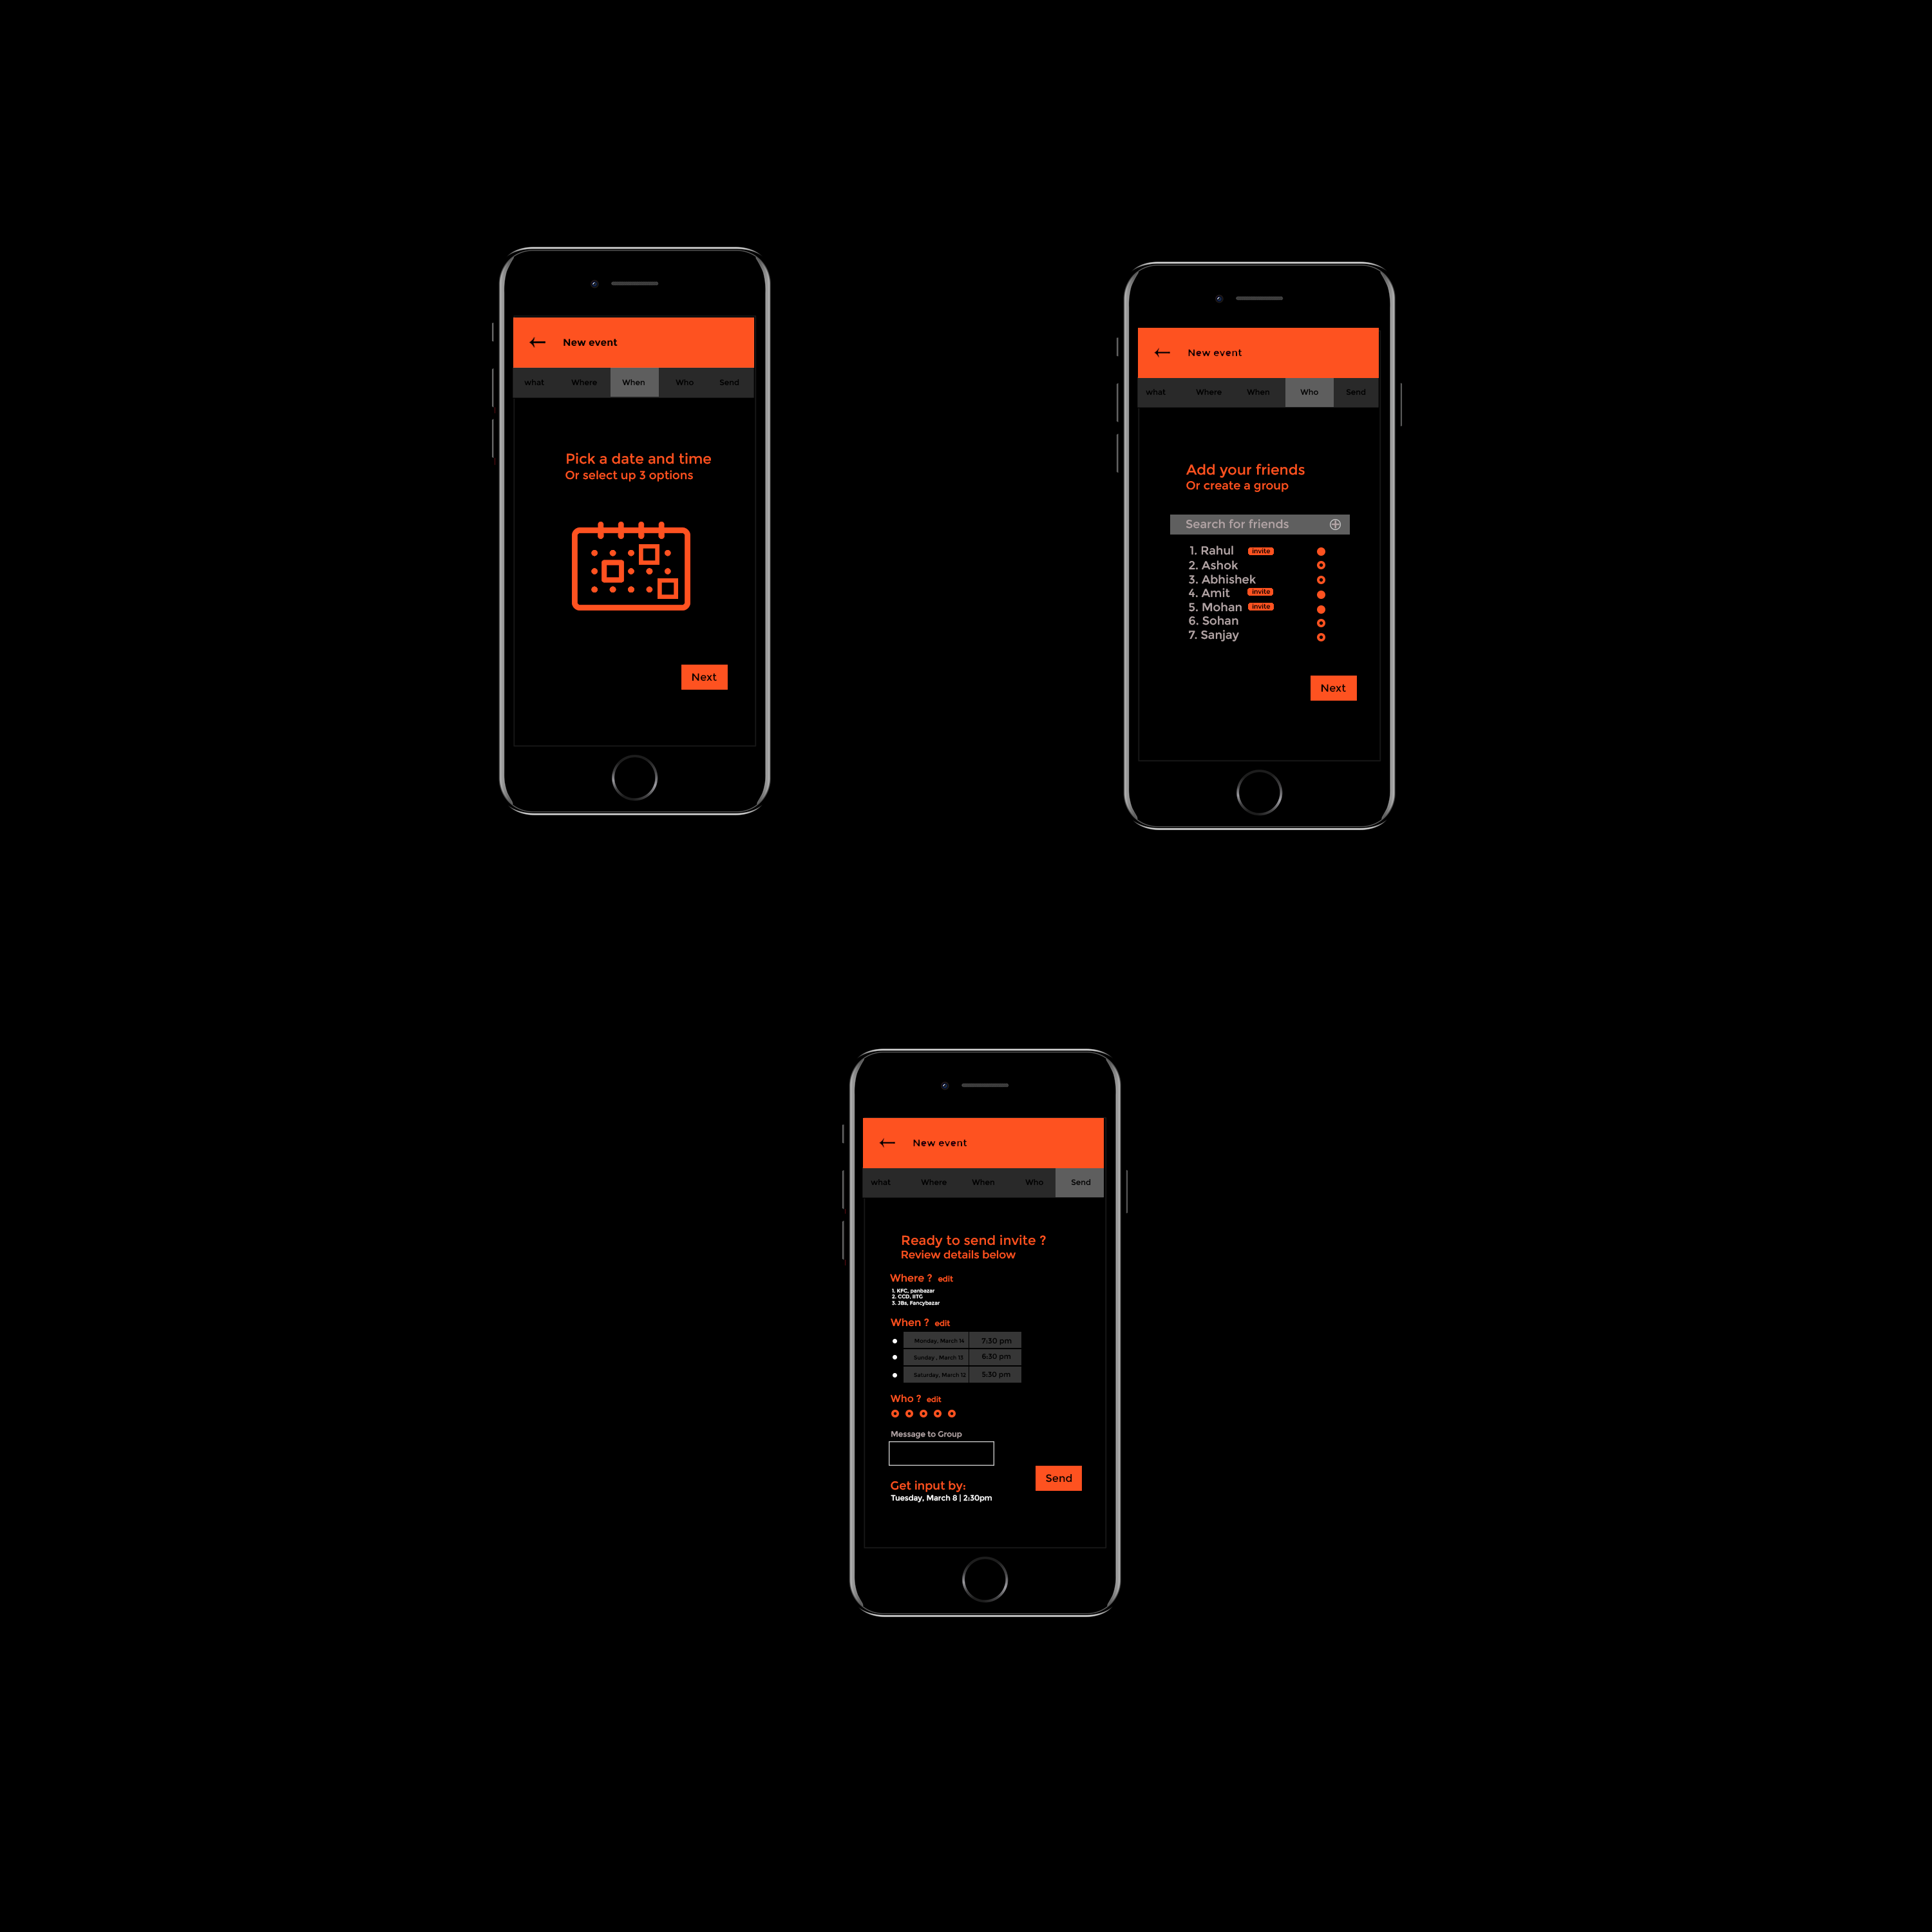 New event
what Where When Who Send
Pick a date and time
Or select up 3 options
Next
New event
what Where When Who Send
Add your friends
Or create a group
Search for friends
1. Rahul invite
2. Ashok
3. Abhishek
4. Amit invite
5. Mohan invite
6. Sohan
7. Sanjay
Next
New event
what Where When Who Send
Ready to send invite ?
Review details below
Where ? edit
1. KFC, panbazar
2. CCD, IITG
3. JBs, Fancybazar
When ? edit
Monday, March 14 7:30 pm
Sunday , March 13 6:30 pm
Saturday, March 12 5:30 pm
Who ? edit
Message to Group
Send
Get input by:
Tuesday, March 8 | 2:30pm